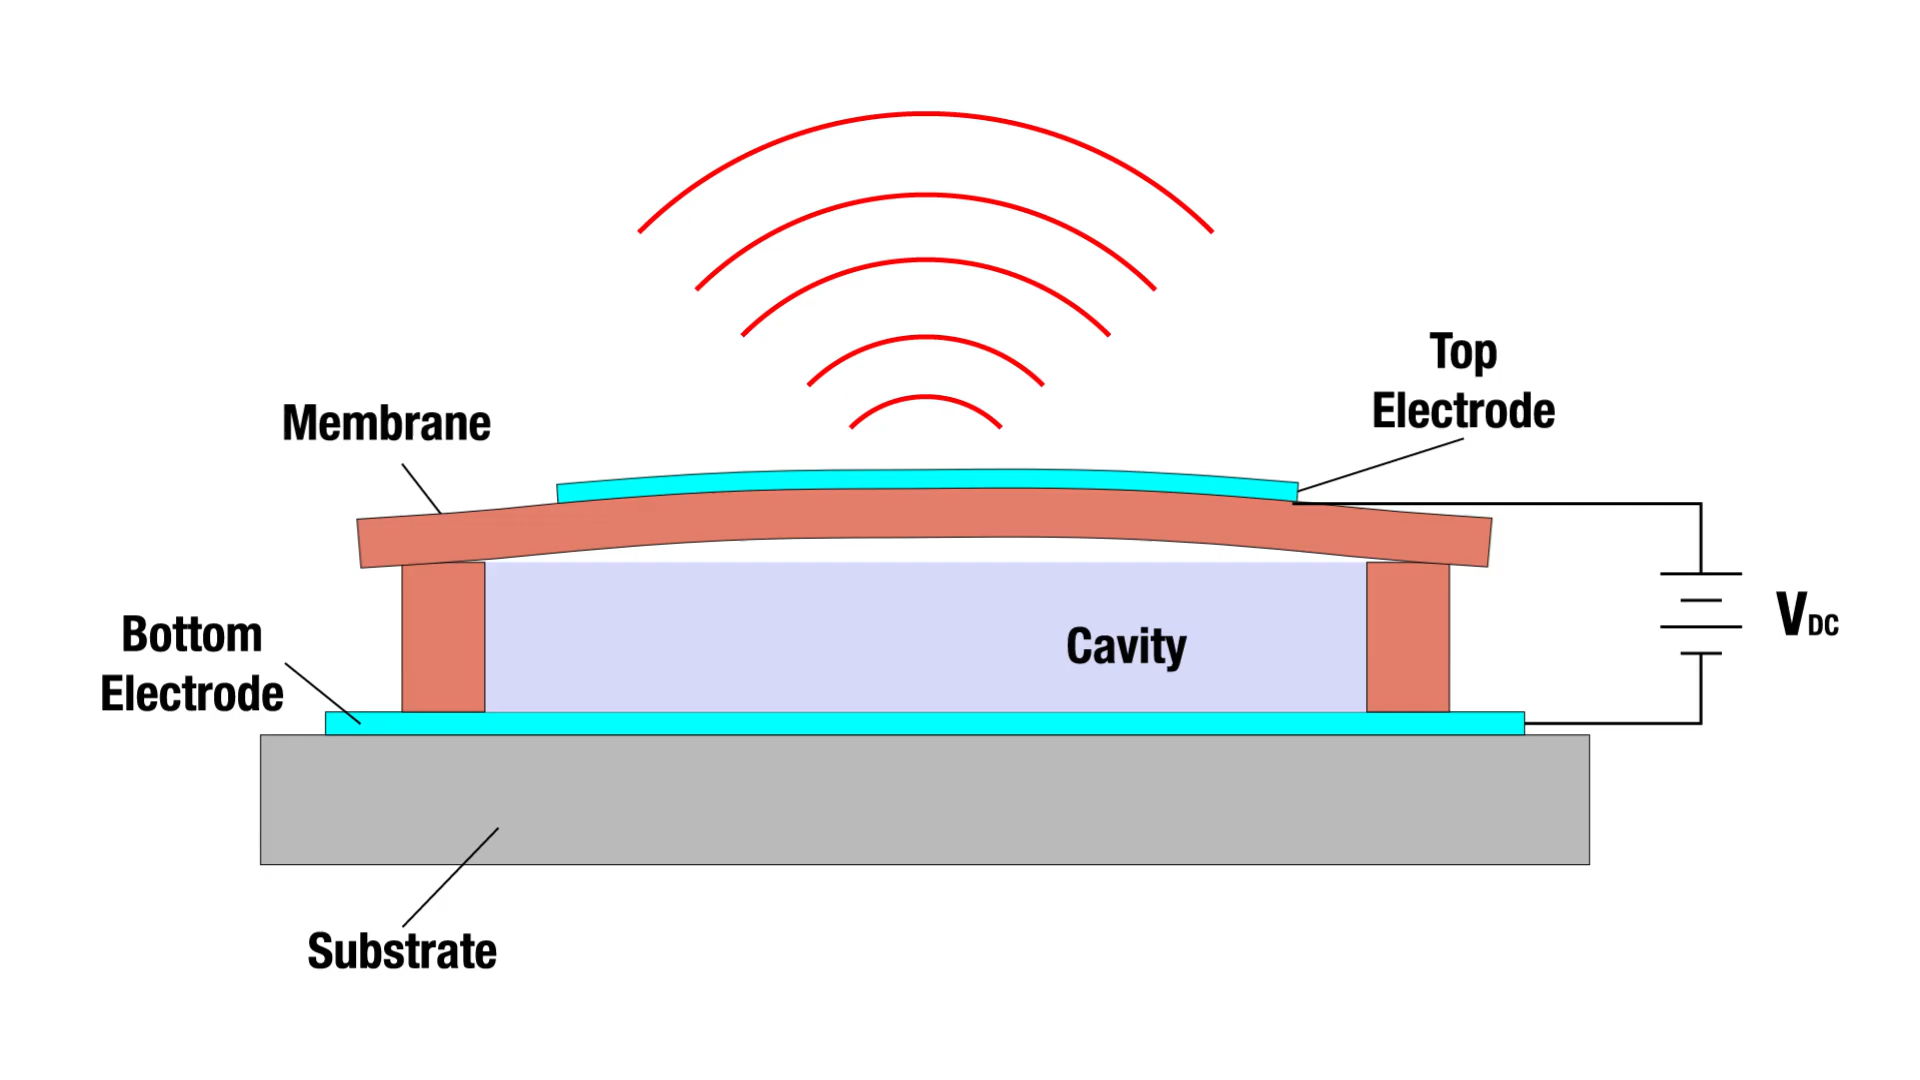 Top
Electrode
Membrane
Bottom
Electrode
Cavity
VDC
Substrate